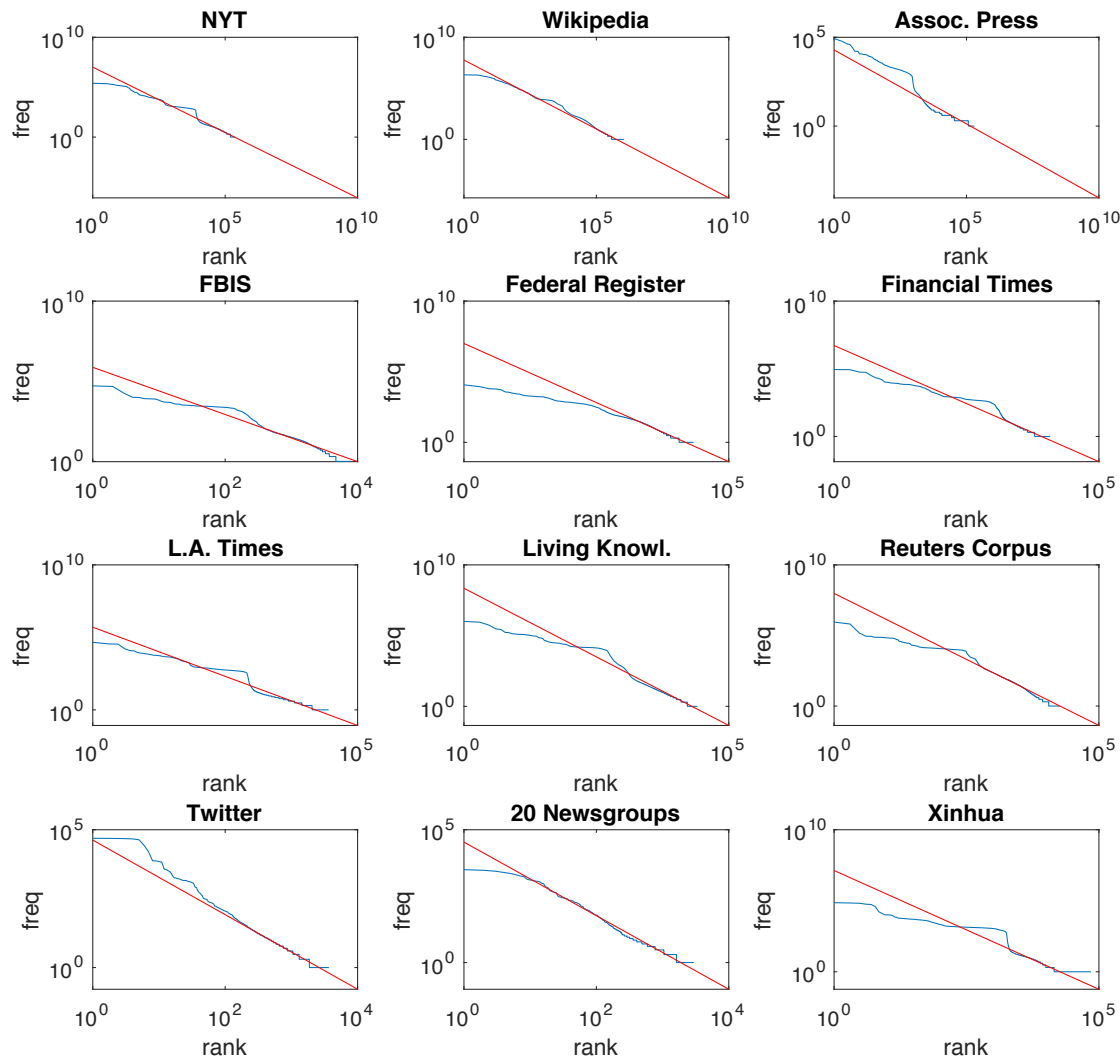 NYT Wikipedia Assoc. Press
10^10 10^10 10^5
freq freq freq
10^0 10^0 10^0
10^0 10^5 10^10 10^0 10^5 10^10 10^0 10^5 10^10
rank rank rank
FBIS Federal Register Financial Times
10^10 10^10 10^10
freq freq freq
10^0 10^0 10^0
10^0 10^2 10^4 10^0 10^5 10^0 10^5
rank rank rank
L.A. Times Living Knowl. Reuters Corpus
10^10 10^10 10^10
freq freq freq
10^0 10^0 10^0
10^0 10^5 10^0 10^5 10^0 10^5
rank rank rank
Twitter 20 Newsgroups Xinhua
10^5 10^5 10^10
freq freq freq
10^0 10^0 10^0
10^0 10^2 10^4 10^0 10^2 10^4 10^0 10^5
rank rank rank